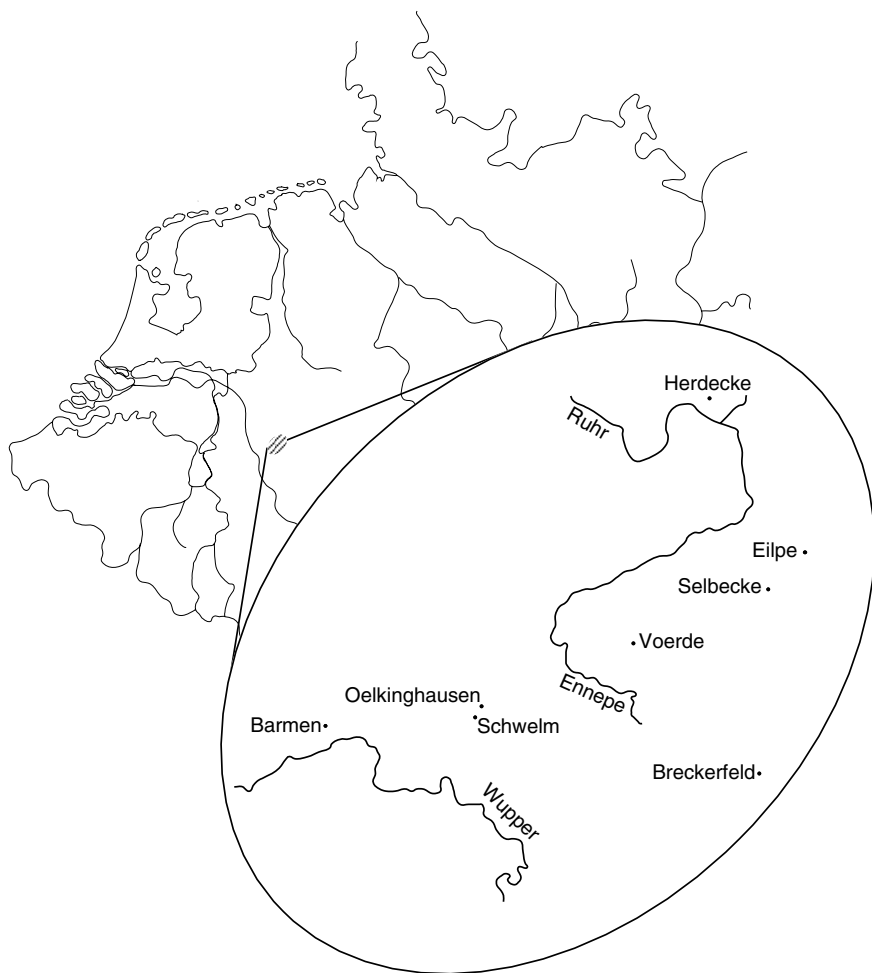 Herdecke
Ruhr
Eilpe
Selbecke
Voerde
Ennepe
Oelkinghausen
Schwelm
Barmen
Breckerfeld
Wupper